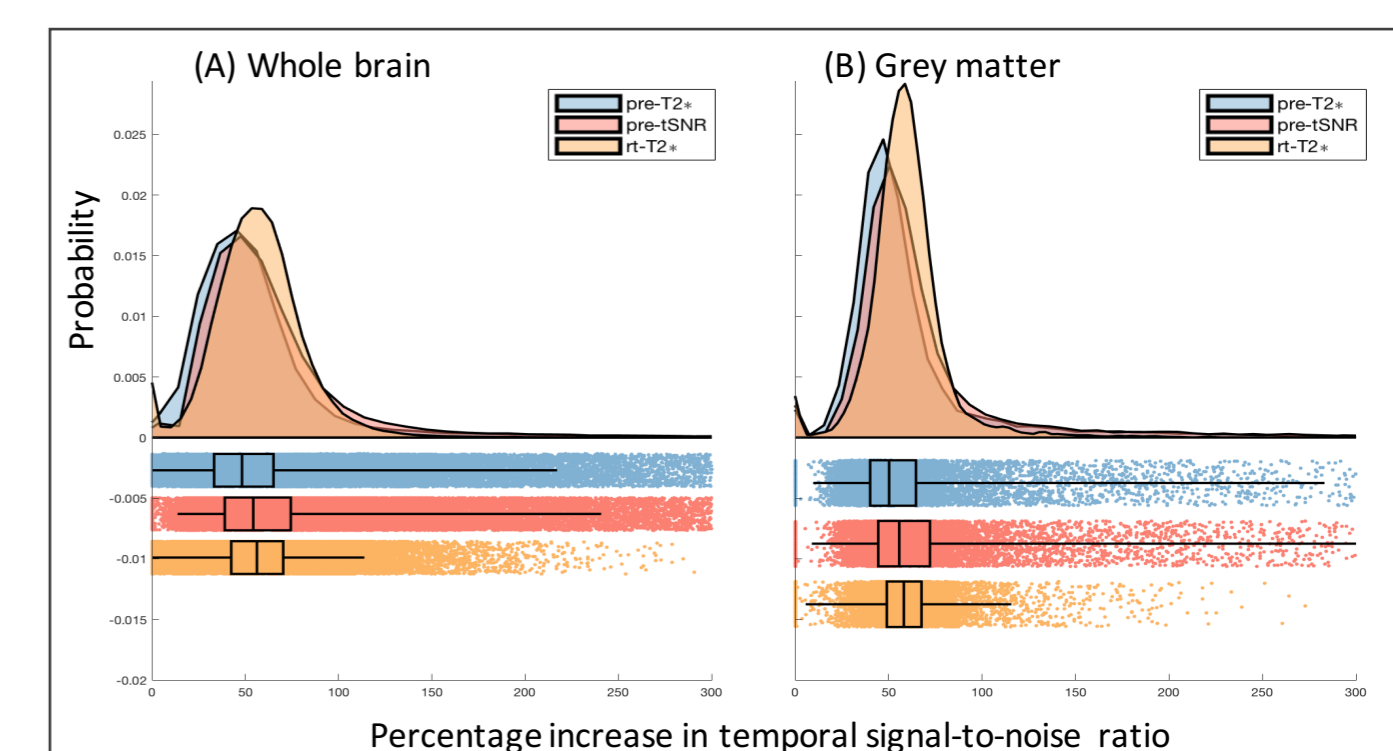 (A) Whole brain
(B) Grey matter
pre-T2*
pre-tSNR
rt-T2*
pre-T2*
pre-tSNR
rt-T2*
Probability
0.025
0.02
0.015
0.01
0.005
0
-0.005
-0.01
-0.015
-0.02
0 50 100 150 200 250 300
0 50 100 150 200 250 300
Percentage increase in temporal signal-to-noise ratio